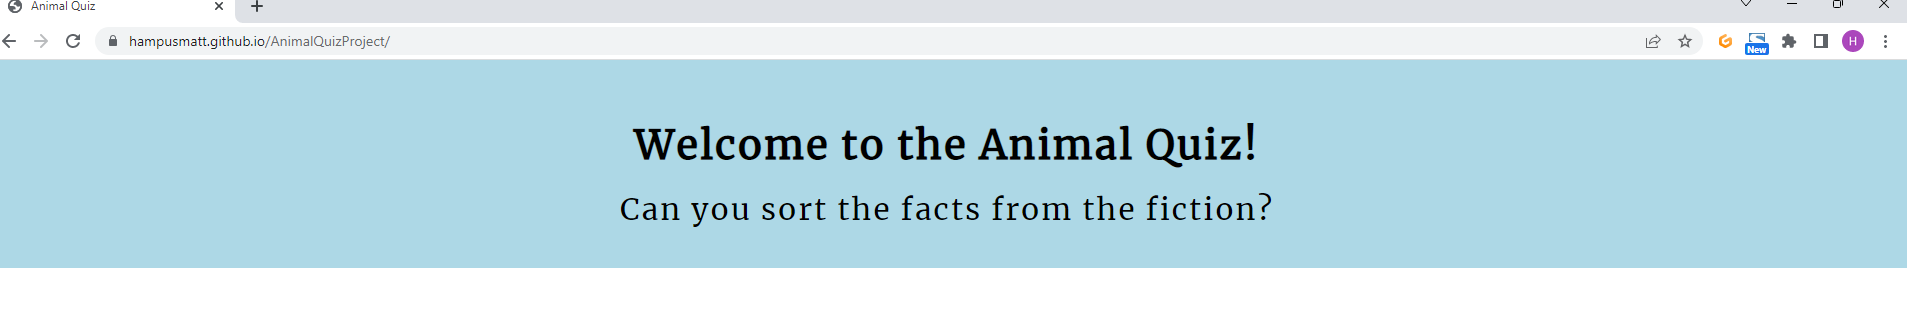 Animal Quiz
hampusmatt.github.io/AnimalQuizProject/
New
H
Welcome to the Animal Quiz!
Can you sort the facts from the fiction?